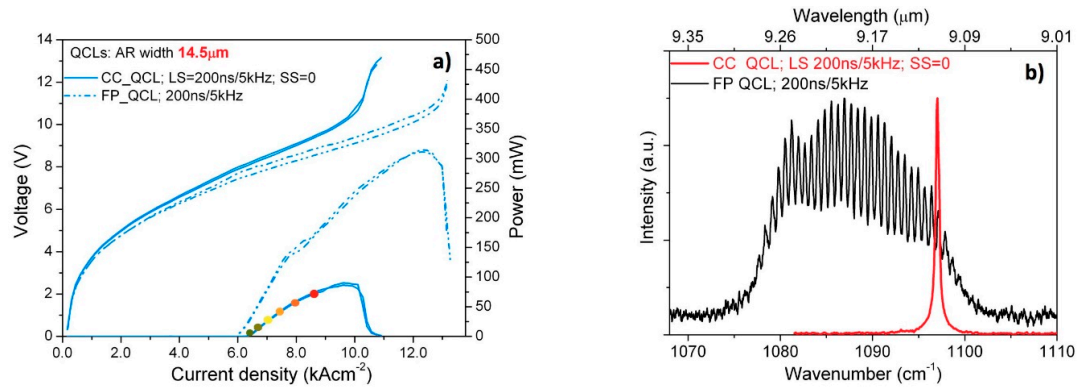 QCLs: AR width 14.5μm
a)
CC_QCL; LS=200ns/5kHz; SS=0
FP_QCL; 200ns/5kHz
14
12
10
8
6
4
2
0
Voltage (V)
500
450
400
350
300
250
200
150
100
50
0
Power (mW)
0.0 2.0 4.0 6.0 8.0 10.0 12.0
Current density (kAcm-2)
Wavelength (μm)
9.35 9.26 9.17 9.09 9.01
CC QCL; LS 200ns/5kHz; SS=0
b)
FP QCL; 200ns/5kHz
Intensity (a.u.)
1070 1080 1090 1100 1110
Wavenumber (cm-1)